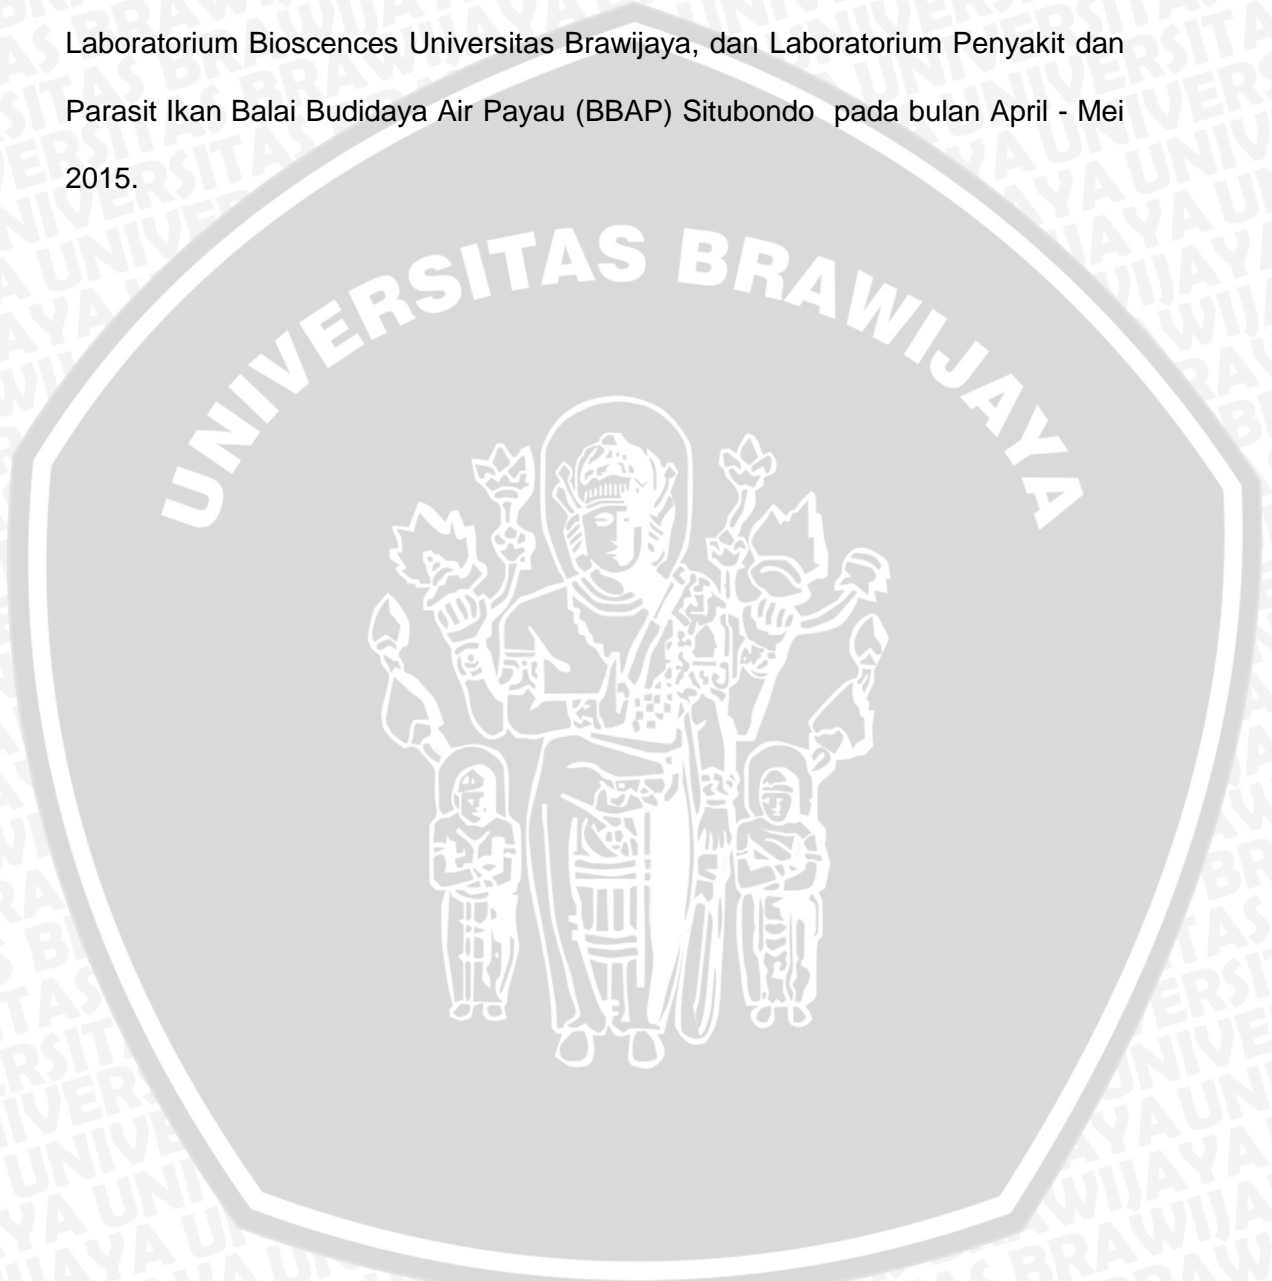 Laboratorium Bioscences Universitas Brawijaya, dan Laboratorium Penyakit dan
Parasit Ikan Balai Budidaya Air Payau (BBAP) Situbondo pada bulan April - Mei
2015.
UNIVERSITAS BRAWIJAYA